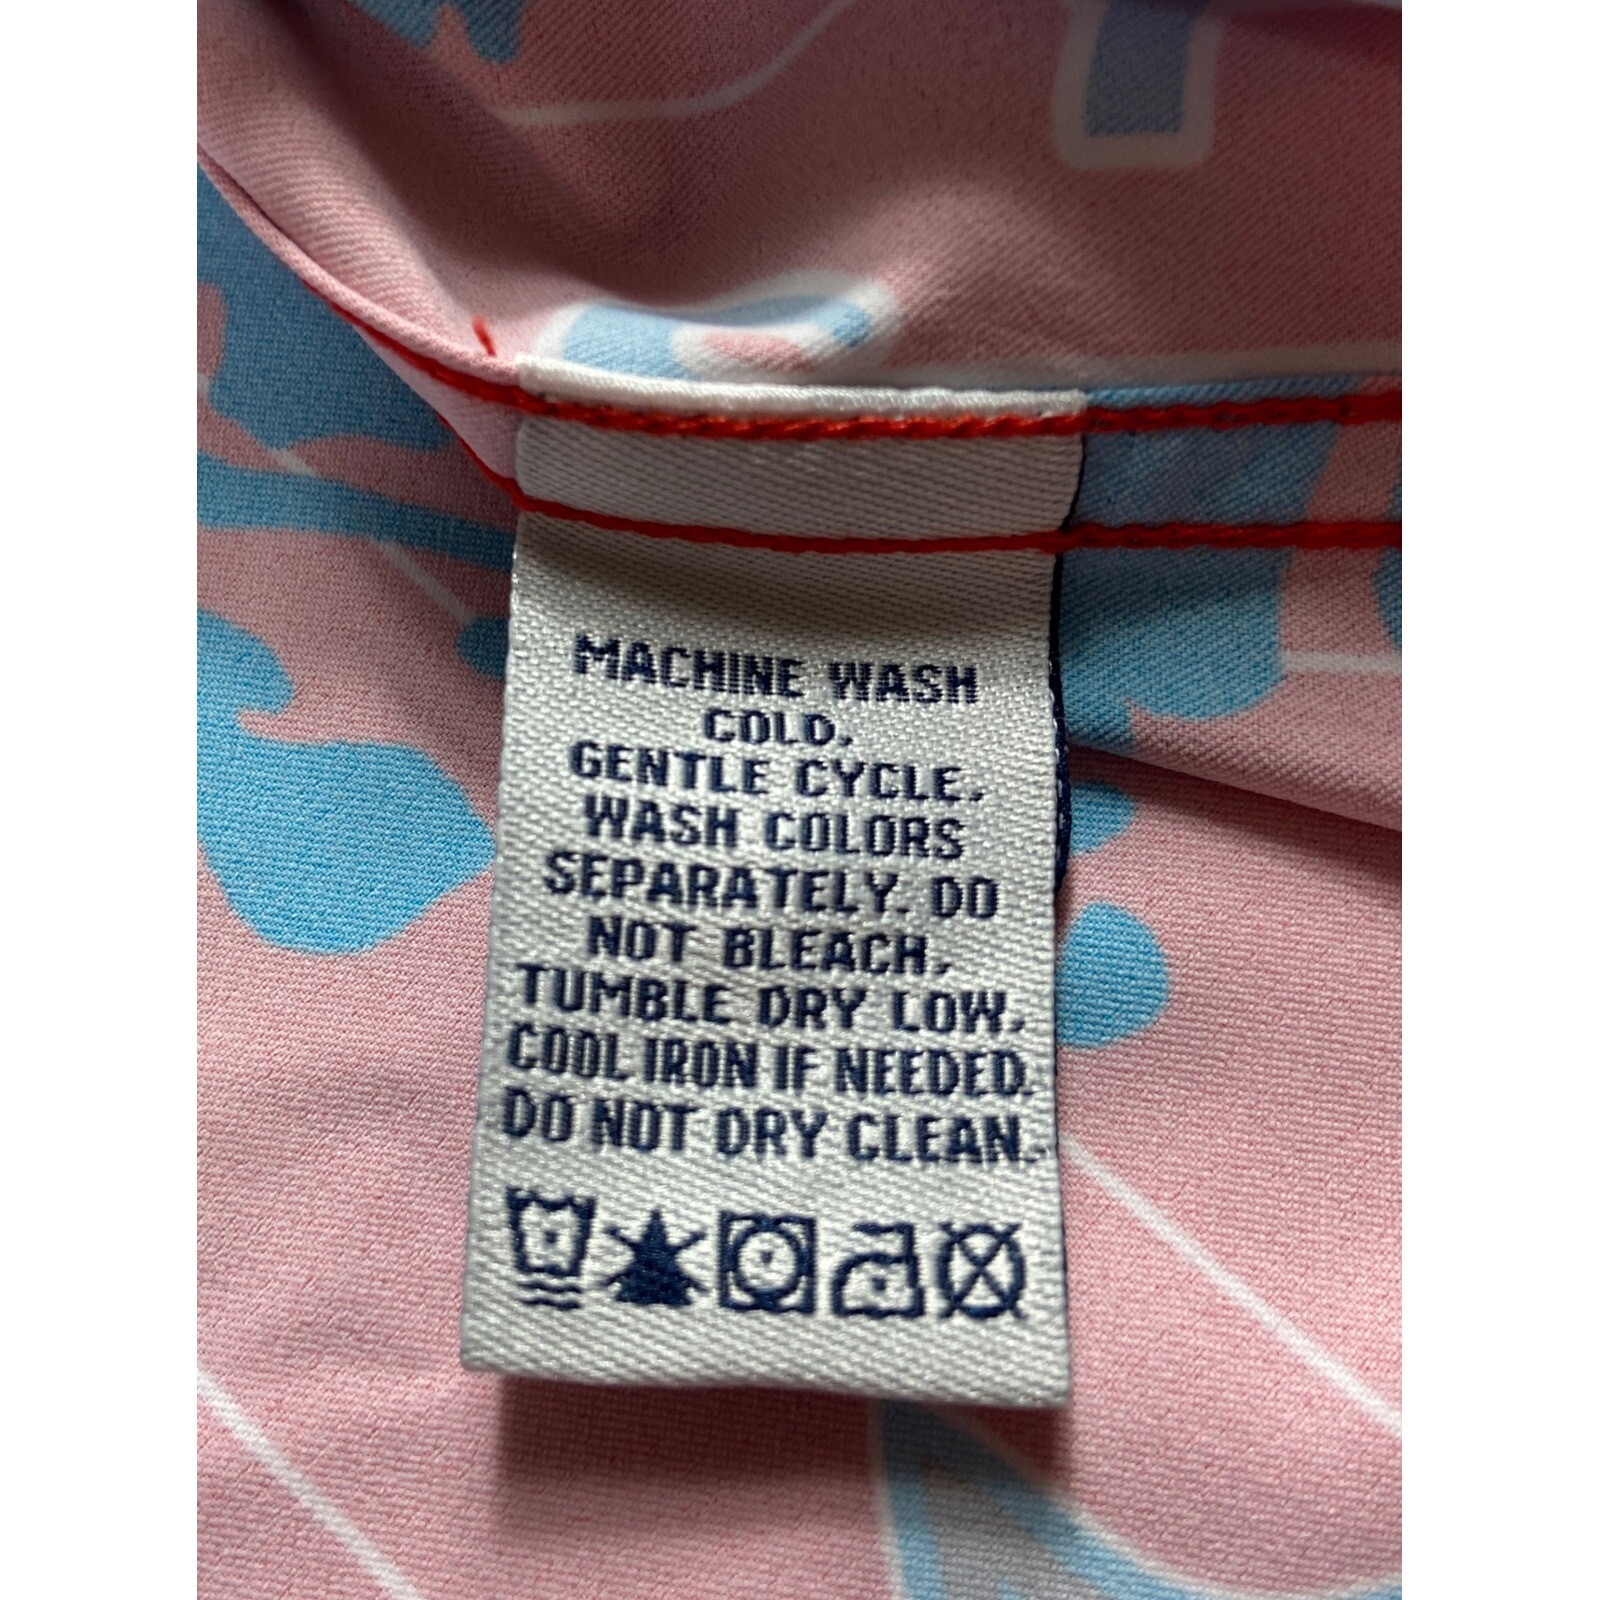 MACHINE WASH
COLD.
GENTLE CYCLE.
WASH COLORS
SEPARATELY. DO
NOT BLEACH.
TUMBLE DRY LOW.
COOL IRON IF NEEDED.
DO NOT DRY CLEAN.